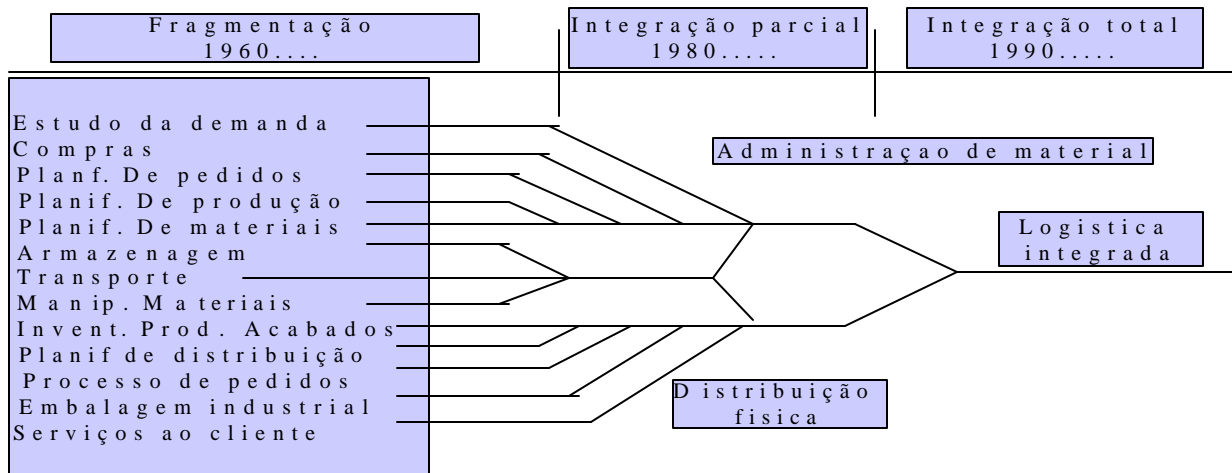 Fragmentação
1960....
Integração parcial
1980.....
Integração total
1990.....
Estudo da demanda
Compras
Planf. De pedidos
Planif. De produção
Planif. De materiais
Armazenagem
Transporte
Manip. Materiais
Invent. Prod. Acabados
Planif de distribuição
Processo de pedidos
Embalagem industrial
Serviços ao cliente
Administraçao de material
Logistica
integrada
Distribuição
fisica